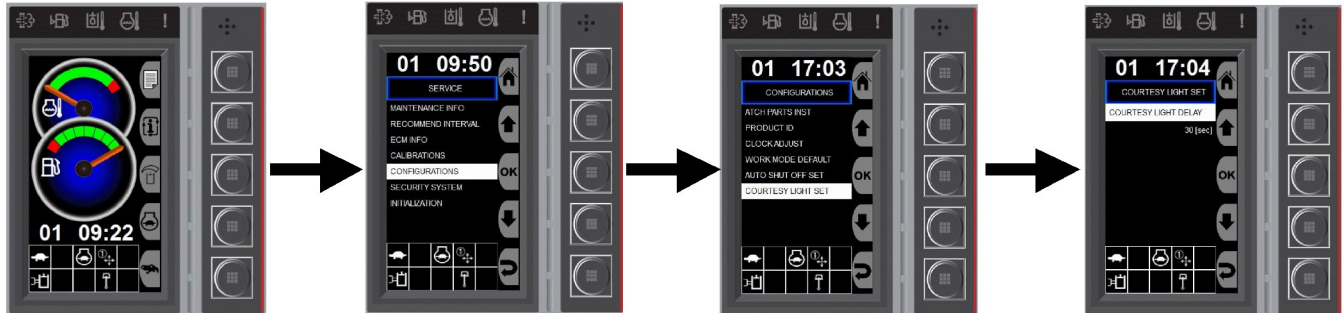 01 09:22
01 09:50
SERVICE
MAINTENANCE INFO
RECOMMEND INTERVAL
ECM INFO
CALIBRATIONS
CONFIGURATIONS
SECURITY SYSTEM
INITIALIZATION
OK
01 17:03
CONFIGURATIONS
ATCH PARTS INST
PRODUCT ID
CLOCK ADJUST
WORK MODE DEFAULT
AUTO SHUT OFF SET
COURTESY LIGHT SET
OK
01 17:04
COURTESY LIGHT SET
COURTESY LIGHT DELAY
30 [sec]
OK